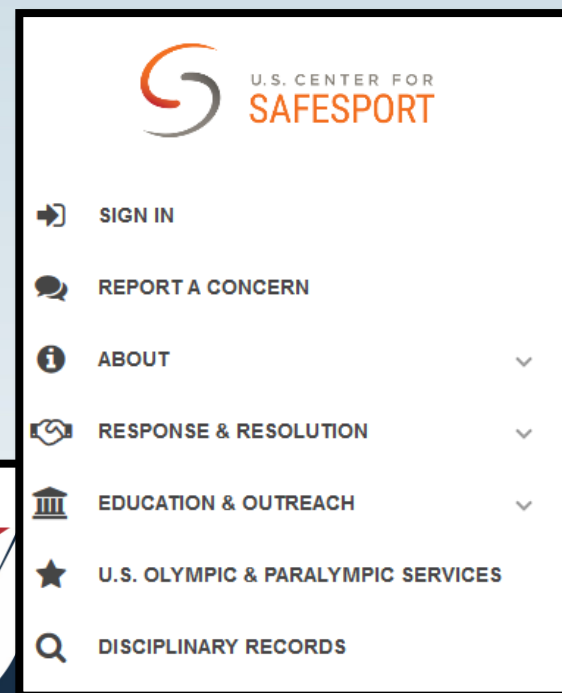 U.S. CENTER FOR
SAFESPORT
SIGN IN
REPORT A CONCERN
ABOUT
RESPONSE & RESOLUTION
EDUCATION & OUTREACH
U.S. OLYMPIC & PARALYMPIC SERVICES
DISCIPLINARY RECORDS